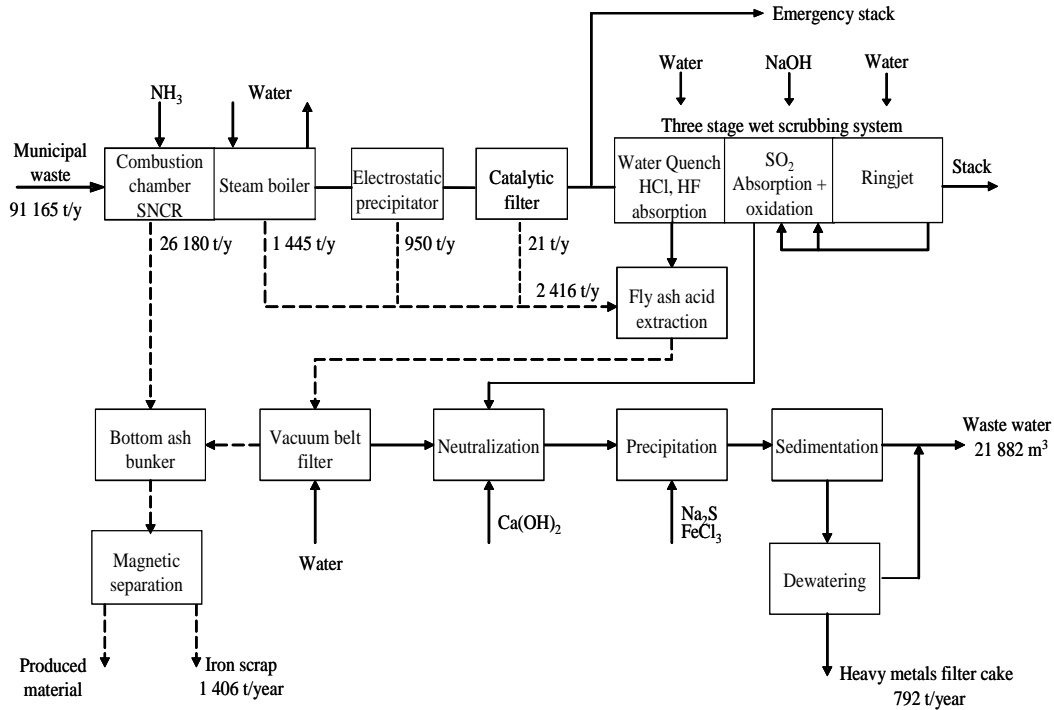 Emergency stack
Water
NaOH
Water
NH3
Water
Three stage wet scrubbing system
Municipal
waste
91 165 t/y
Combustion
chamber
SNCR
Steam boiler
Electrostatic
precipitator
Catalytic
filter
Water Quench
HCl, HF
absorption
SO2
Absorption +
oxidation
Ringjet
Stack
26 180 t/y
1 445 t/y
950 t/y
21 t/y
2 416 t/y
Fly ash acid
extraction
Bottom ash
bunker
Vacuum belt
filter
Neutralization
Precipitation
Sedimentation
Waste water
21 882 m3
Water
Ca(OH)2
Na2S
FeCl3
Magnetic
separation
Dewatering
Produced
material
Iron scrap
1 406 t/year
Heavy metals filter cake
792 t/year